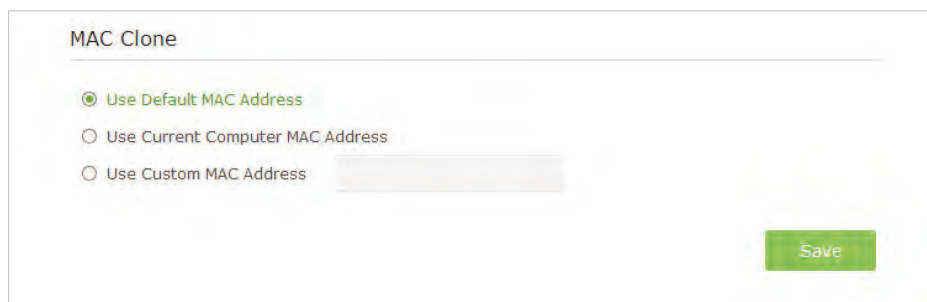 MAC Clone
Use Default MAC Address
Use Current Computer MAC Address
Use Custom MAC Address
Save